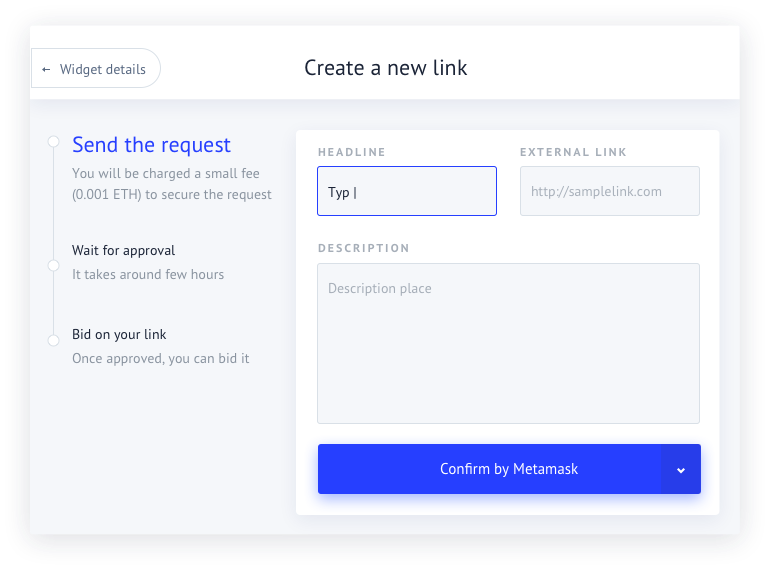 ← Widget details
Create a new link
Send the request
You will be charged a small fee
(0.001 ETH) to secure the request
Wait for approval
It takes around few hours
Bid on your link
Once approved, you can bid it
HEADLINE
Typ |
EXTERNAL LINK
http://samplelink.com
DESCRIPTION
Description place
Confirm by Metamask